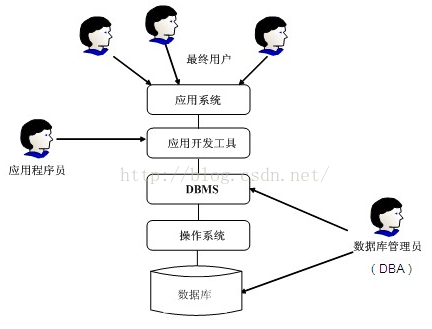 最终用户
应用系统
应用开发工具
应用程序员
http://blog.csdn.net/
DBMS
操作系统
数据库管理员
（DBA）
数据库